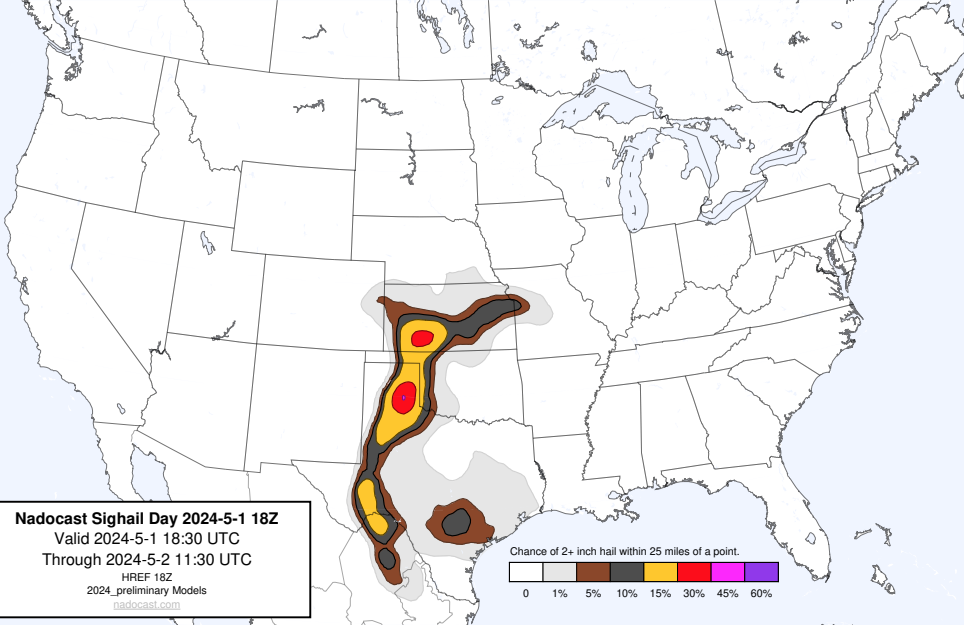 Nadocast Sighail Day 2024-5-1 18Z
Valid 2024-5-1 18:30 UTC
Through 2024-5-2 11:30 UTC
HREF 18Z
2024_preliminary Models
nadocast.com
Chance of 2+ inch hail within 25 miles of a point.
0 1% 5% 10% 15% 30% 45% 60%